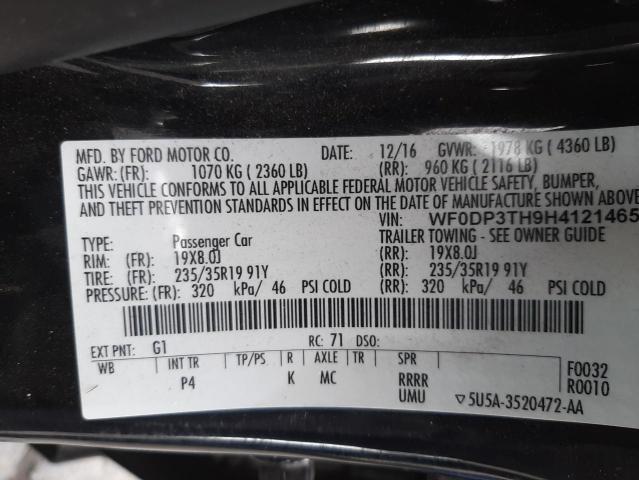 MFD. BY FORD MOTOR CO. DATE: 12/16 GVWR: 1978 KG ( 4360 LB)
GAWR: (FR): 1070 KG ( 2360 LB) (RR): 960 KG ( 2116 LB)
THIS VEHICLE CONFORMS TO ALL APPLICABLE FEDERAL MOTOR VEHICLE SAFETY, BUMPER,
AND THEFT PREVENTION STANDARDS IN EFFECT ON THE DATE OF MANUFACTURE SHOWN ABOVE
VIN: WF0DP3TH9H4121465
TYPE: Passenger Car TRAILER TOWING - SEE OWNER GUIDE
RIM: (FR): 19X8.0J (RR): 19X8.0J
TIRE: (FR): 235/35R19 91Y (RR): 235/35R19 91Y
PRESSURE: (FR): 320 kPa/ 46 PSI COLD (RR): 320 kPa/ 46 PSI COLD
EXT PNT: G1 RC: 71 DSO:
WB INT TR TP/PS R AXLE TR SPR F0032
P4 K MC RRRR R0010
UMU ▽5U5A-3520472-AA